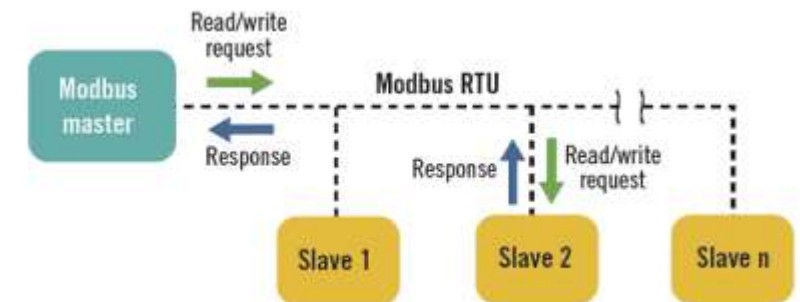 Read/write
request
Modbus
master
Modbus RTU
Response
Response
Read/write
request
Slave 1
Slave 2
Slave n